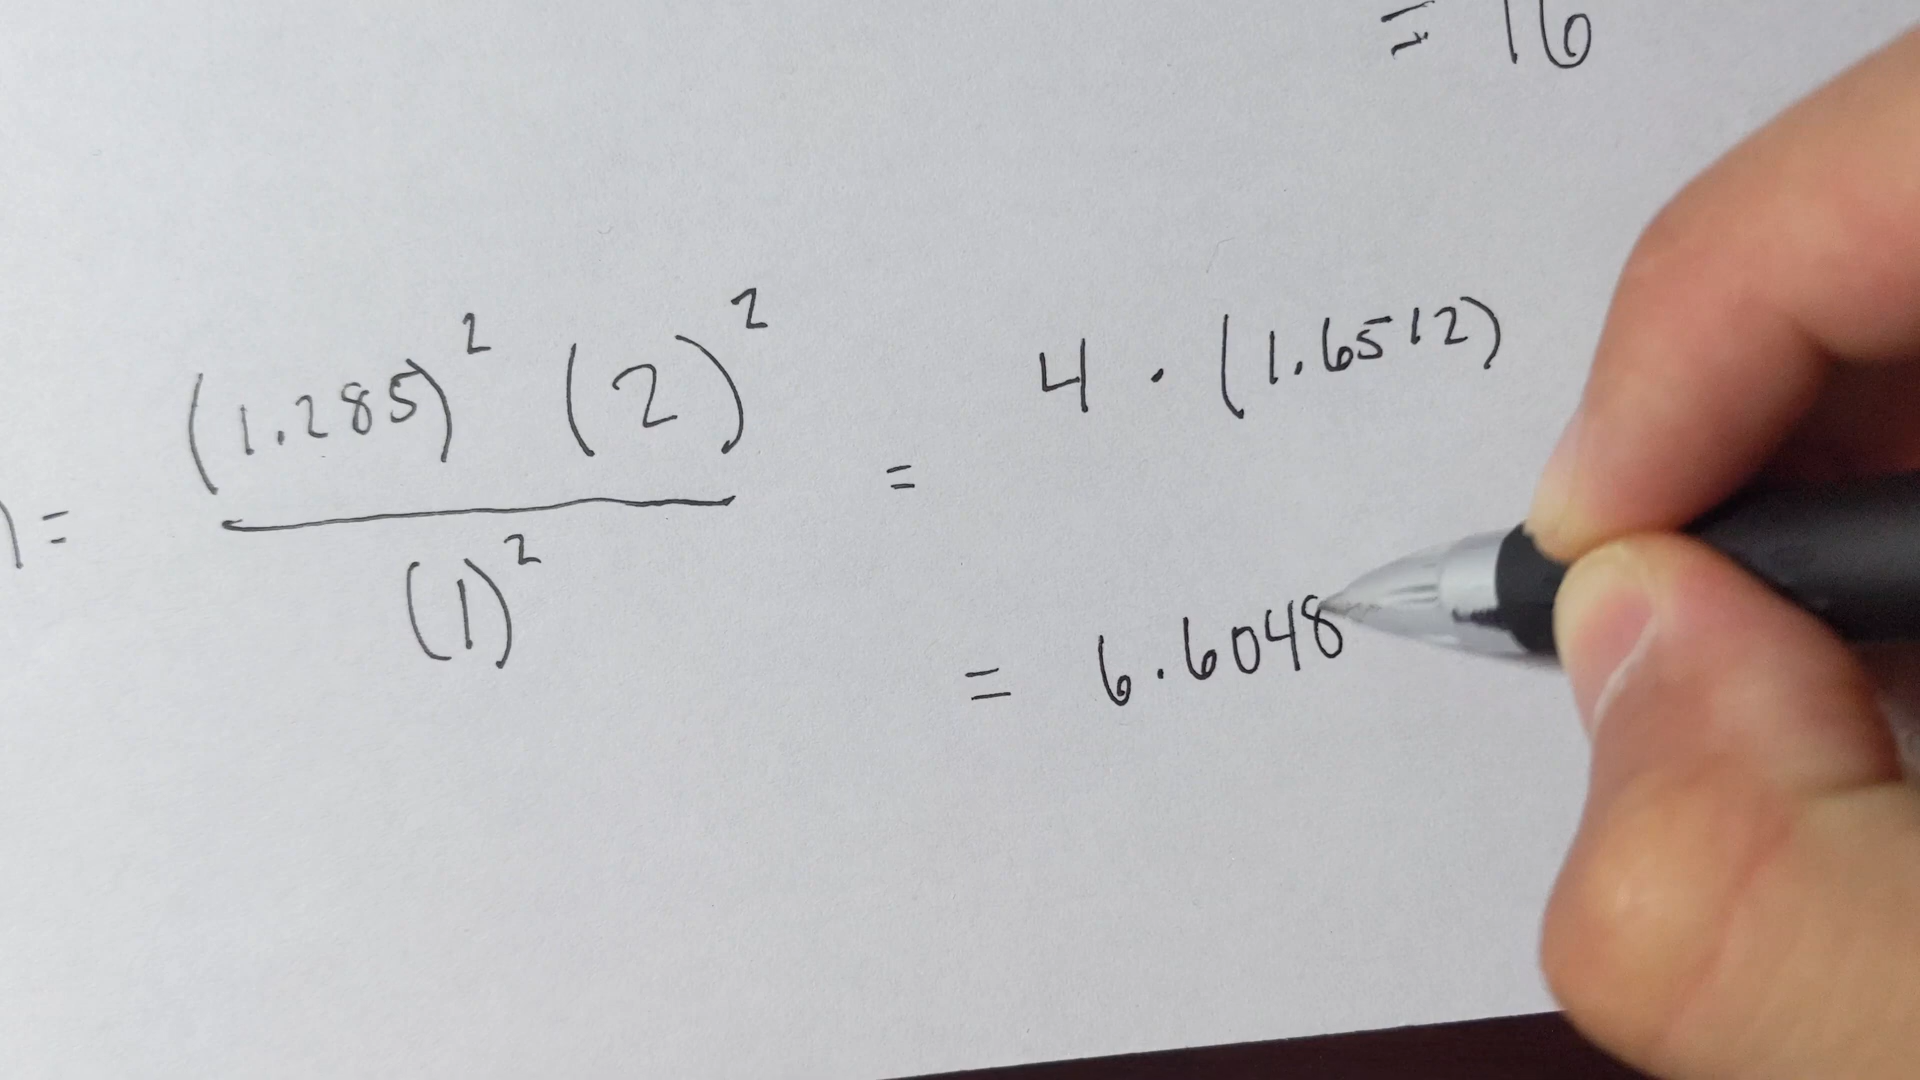 = 16
n = (1.285)² (2)² / (1)² = 4 · (1.6512)
= 6.6048